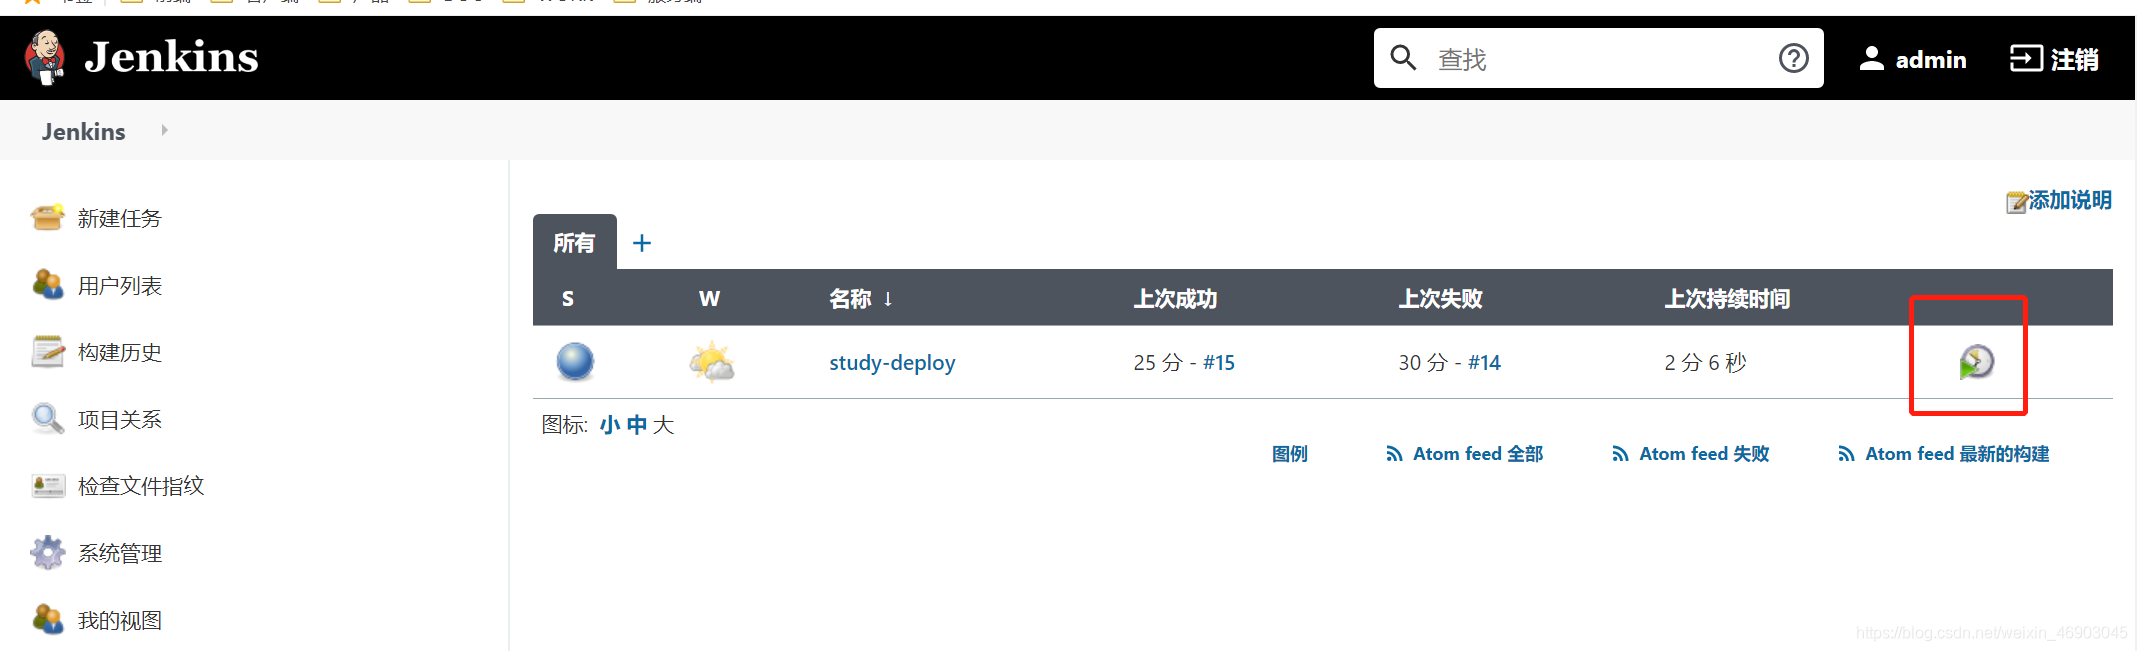 Jenkins
查找
admin
注销
Jenkins
新建任务
用户列表
构建历史
项目关系
检查文件指纹
系统管理
我的视图
添加说明
所有 +
S W 名称 ↓ 上次成功 上次失败 上次持续时间
study-deploy 25 分 - #15 30 分 - #14 2 分 6 秒
图标: 小 中 大
图例 Atom feed 全部 Atom feed 失败 Atom feed 最新的构建
https://blog.csdn.net/weixin_46903045